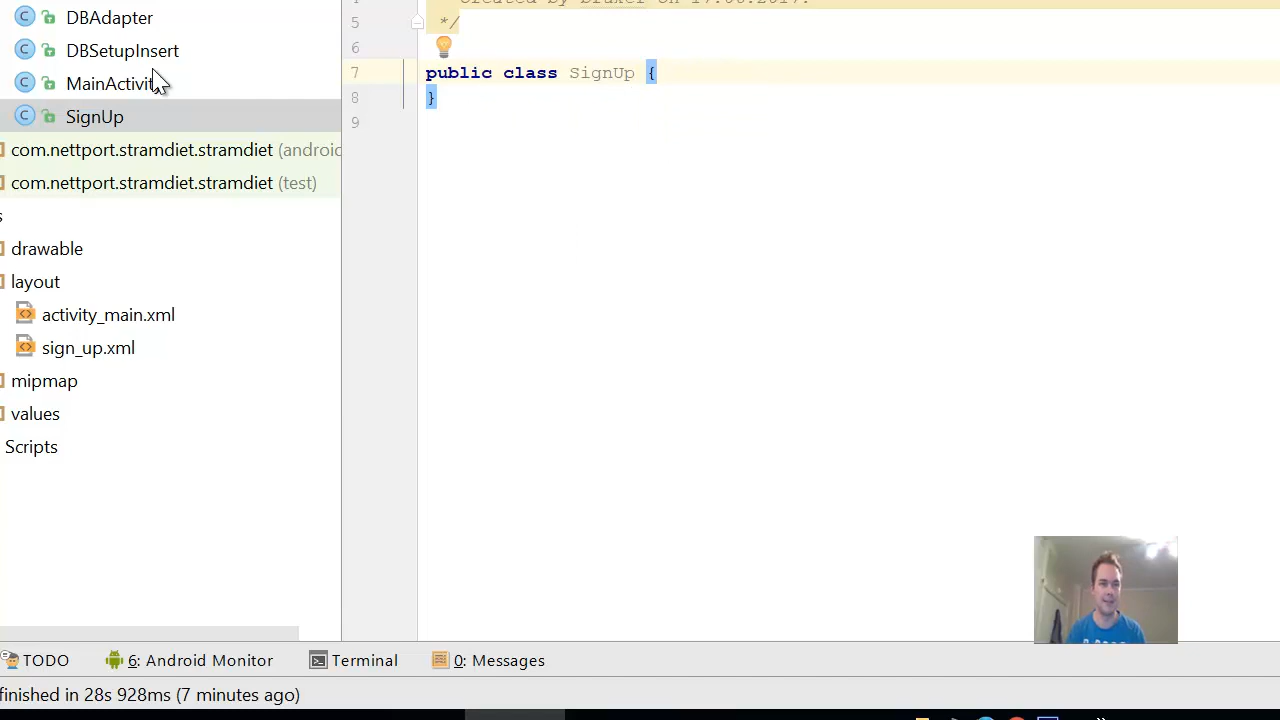 DBAdapter
DBSetupInsert
MainActivit
SignUp
com.nettport.stramdiet.stramdiet (android
com.nettport.stramdiet.stramdiet (test)
s
drawable
layout
activity_main.xml
sign_up.xml
mipmap
values
Scripts
5 */
6
7 public class SignUp {
8 }
9
TODO 6: Android Monitor Terminal 0: Messages
finished in 28s 928ms (7 minutes ago)